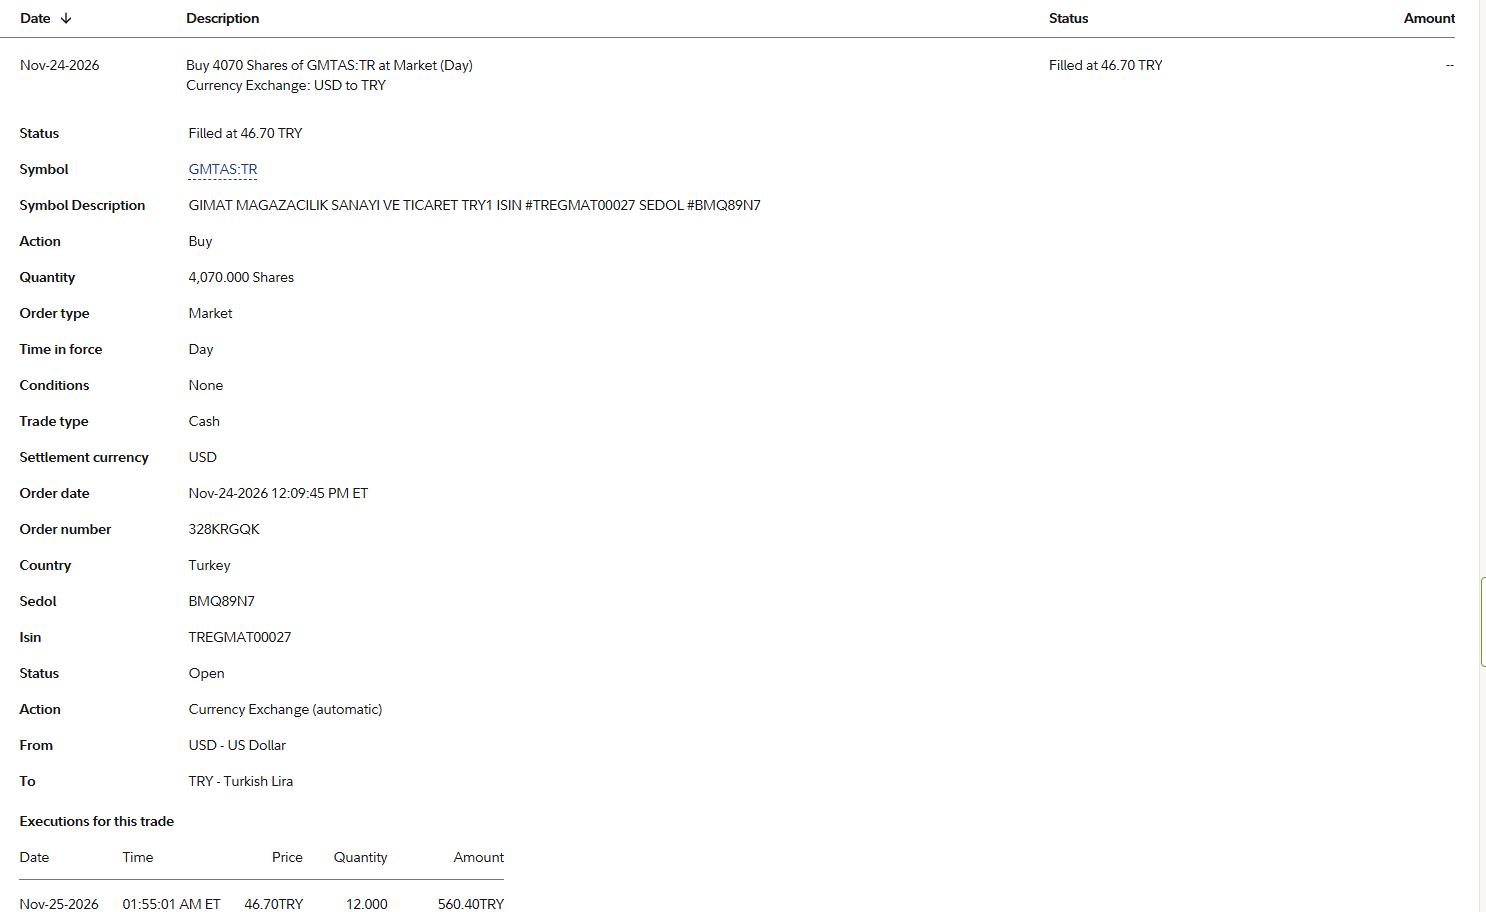 Date ↓ Description Status Amount
Nov-24-2026 Buy 4070 Shares of GMTAS:TR at Market (Day) Filled at 46.70 TRY --
Currency Exchange: USD to TRY
Status Filled at 46.70 TRY
Symbol GMTAS:TR
Symbol Description GIMAT MAGAZACILIK SANAYI VE TICARET TRY1 ISIN #TREGMAT00027 SEDOL #BMQ89N7
Action Buy
Quantity 4,070.000 Shares
Order type Market
Time in force Day
Conditions None
Trade type Cash
Settlement currency USD
Order date Nov-24-2026 12:09:45 PM ET
Order number 328KRGQK
Country Turkey
Sedol BMQ89N7
Isin TREGMAT00027
Status Open
Action Currency Exchange (automatic)
From USD - US Dollar
To TRY - Turkish Lira
Executions for this trade
Date Time Price Quantity Amount
Nov-25-2026 01:55:01 AM ET 46.70TRY 12.000 560.40TRY